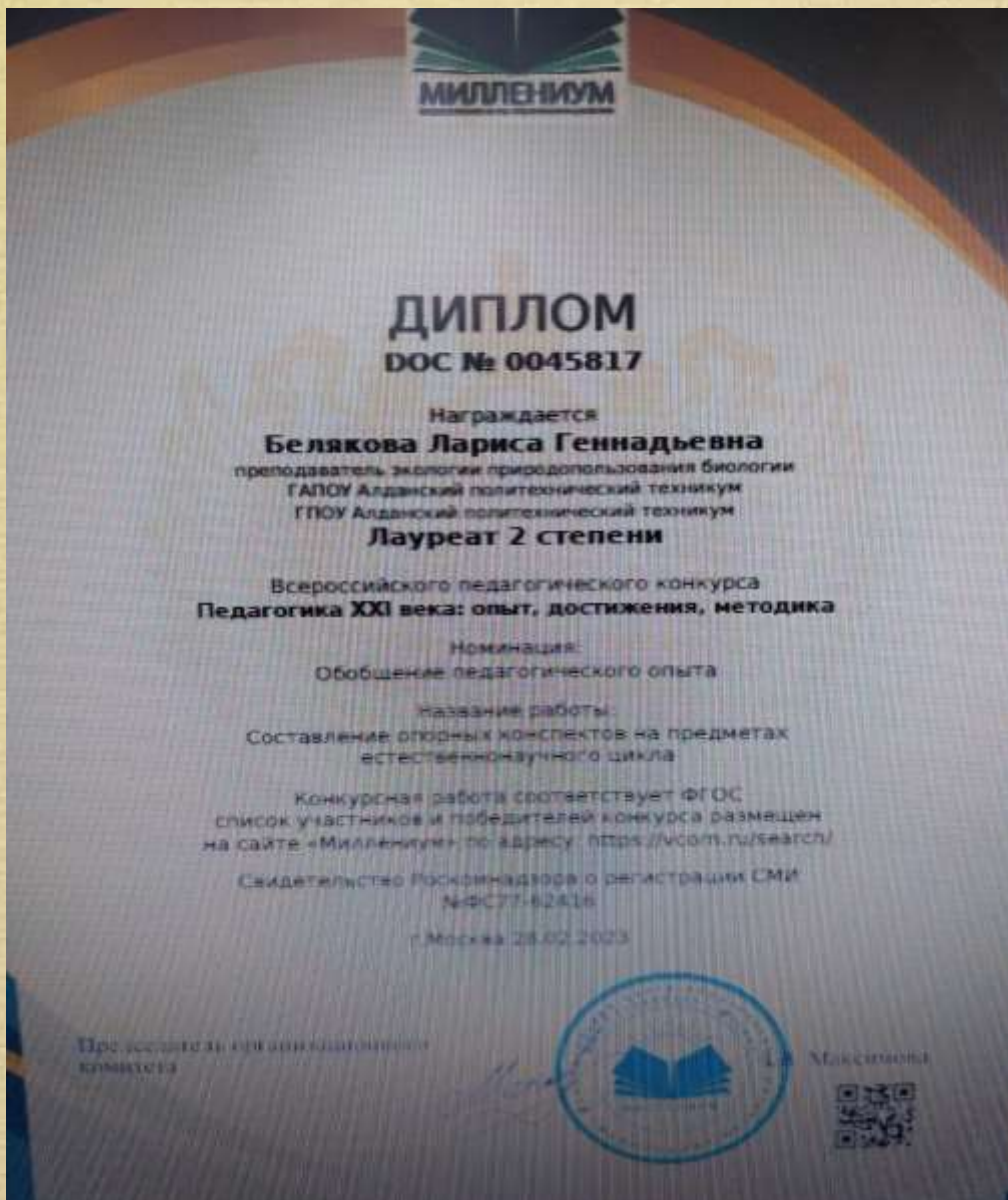 МИЛЛЕНИУМ
ДИПЛОМ
DOC № 0045817
Награждается
Белякова Лариса Геннадьевна
преподаватель экологии природопользования биологии
ГАПОУ Алданский политехнический техникум
ГПОУ Алданский политехнический техникум
Лауреат 2 степени
Всероссийского педагогического конкурса
Педагогика XXI века: опыт, достижения, методика
Номинация:
Обобщение педагогического опыта
Название работы:
Составление опорных конспектов на предметах
естественнонаучного цикла
Конкурсная работа соответствует ФГОС
список участников и победителей конкурса размещен
на сайте «Миллениум» по адресу: https://vcom.ru/search/
Свидетельство Роскомнадзора о регистрации СМИ
№ФС77-62416
г.Москва 28.02.2023
Председатель организационного
комитета
Максимова